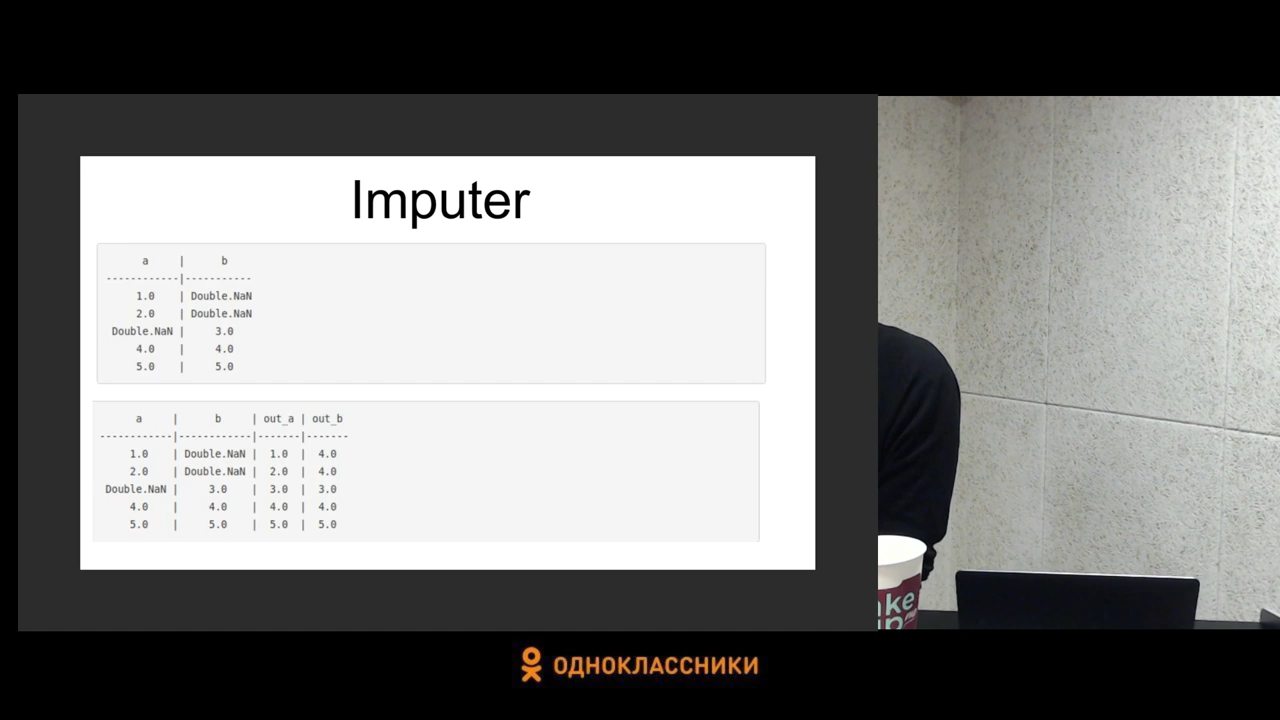 Imputer
a | b
------------|-----------
1.0 | Double.NaN
2.0 | Double.NaN
Double.NaN | 3.0
4.0 | 4.0
5.0 | 5.0
a | b | out_a | out_b
------------|------------|-------|-------
1.0 | Double.NaN | 1.0 | 4.0
2.0 | Double.NaN | 2.0 | 4.0
Double.NaN | 3.0 | 3.0 | 3.0
4.0 | 4.0 | 4.0 | 4.0
5.0 | 5.0 | 5.0 | 5.0
ОДНОКЛАССНИКИ